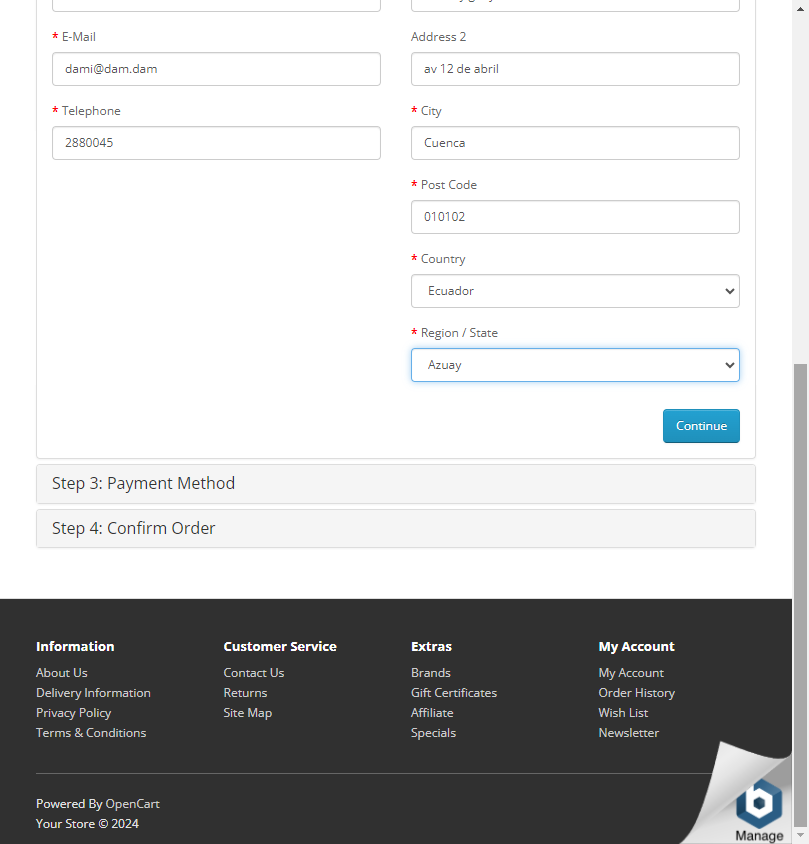 * E-Mail
dami@dam.dam
* Telephone
2880045
Address 2
av 12 de abril
* City
Cuenca
* Post Code
010102
* Country
Ecuador
* Region / State
Azuay
Continue
Step 3: Payment Method
Step 4: Confirm Order
Information
About Us
Delivery Information
Privacy Policy
Terms & Conditions
Customer Service
Contact Us
Returns
Site Map
Extras
Brands
Gift Certificates
Affiliate
Specials
My Account
My Account
Order History
Wish List
Newsletter
Powered By OpenCart
Your Store © 2024
b
Manage